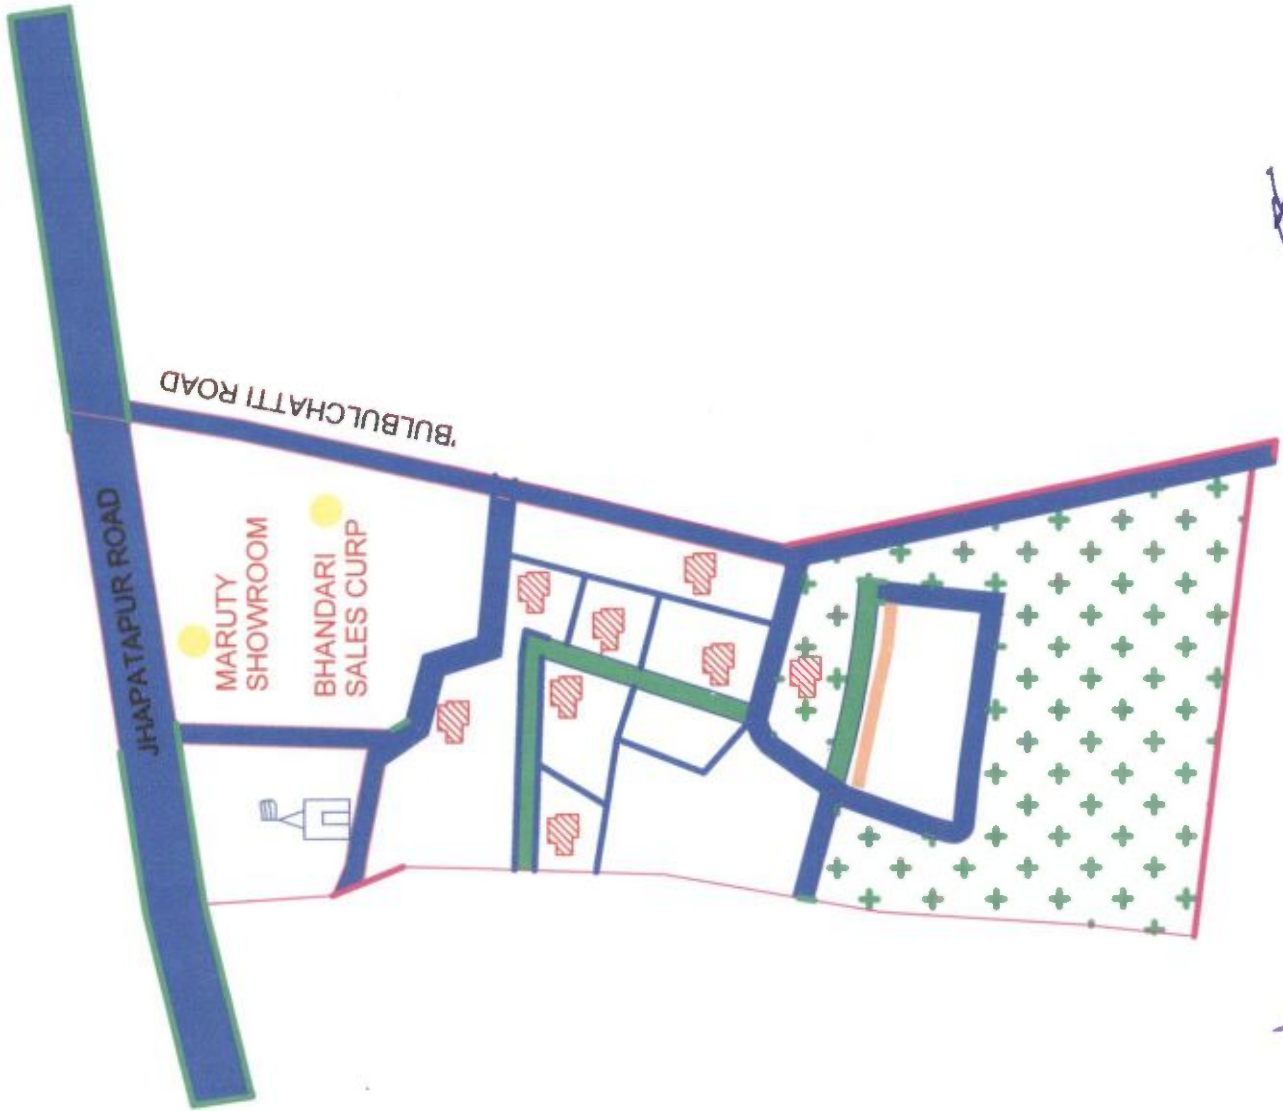 'BULBULCHATTI ROAD
JHAPATAPUR ROAD
MARUTY
SHOWROOM
BHANDARI
SALES CURP